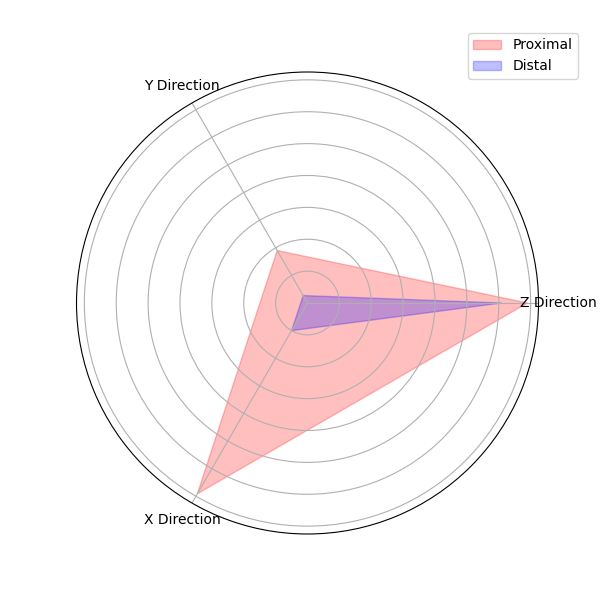 Proximal
Distal
Y Direction
Z Direction
X Direction